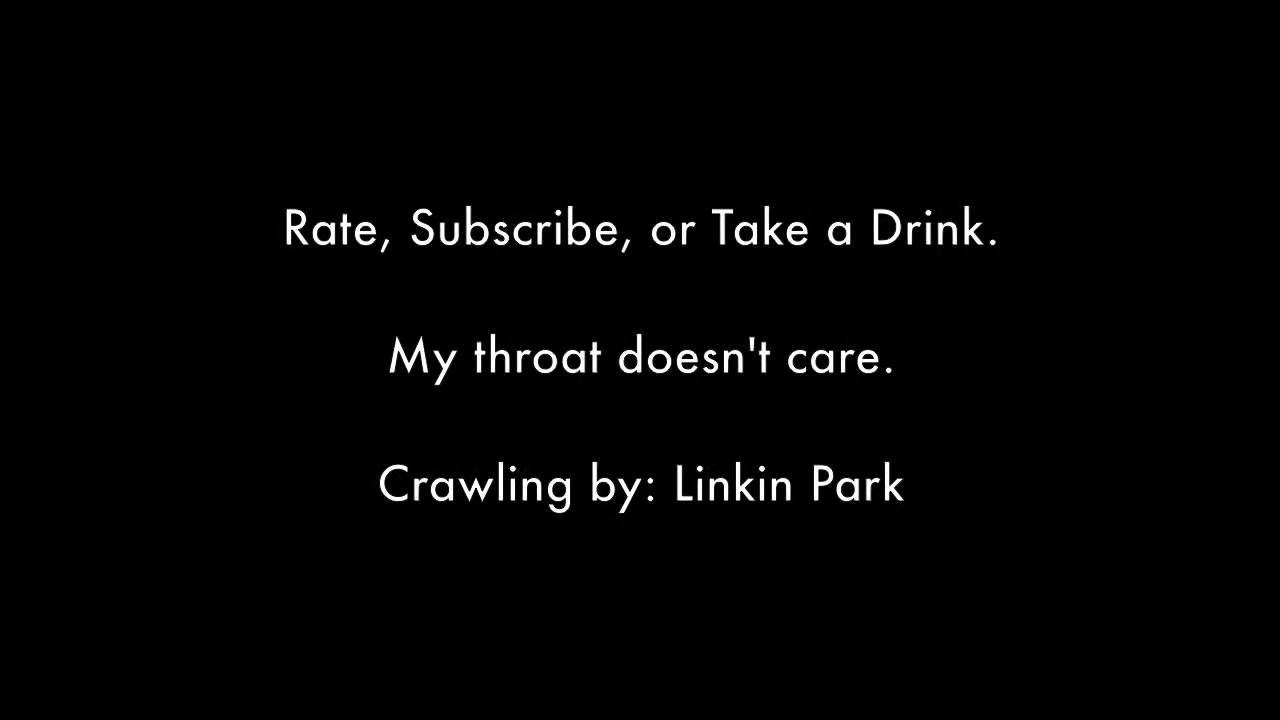 Rate, Subscribe, or Take a Drink.
My throat doesn't care.
Crawling by: Linkin Park